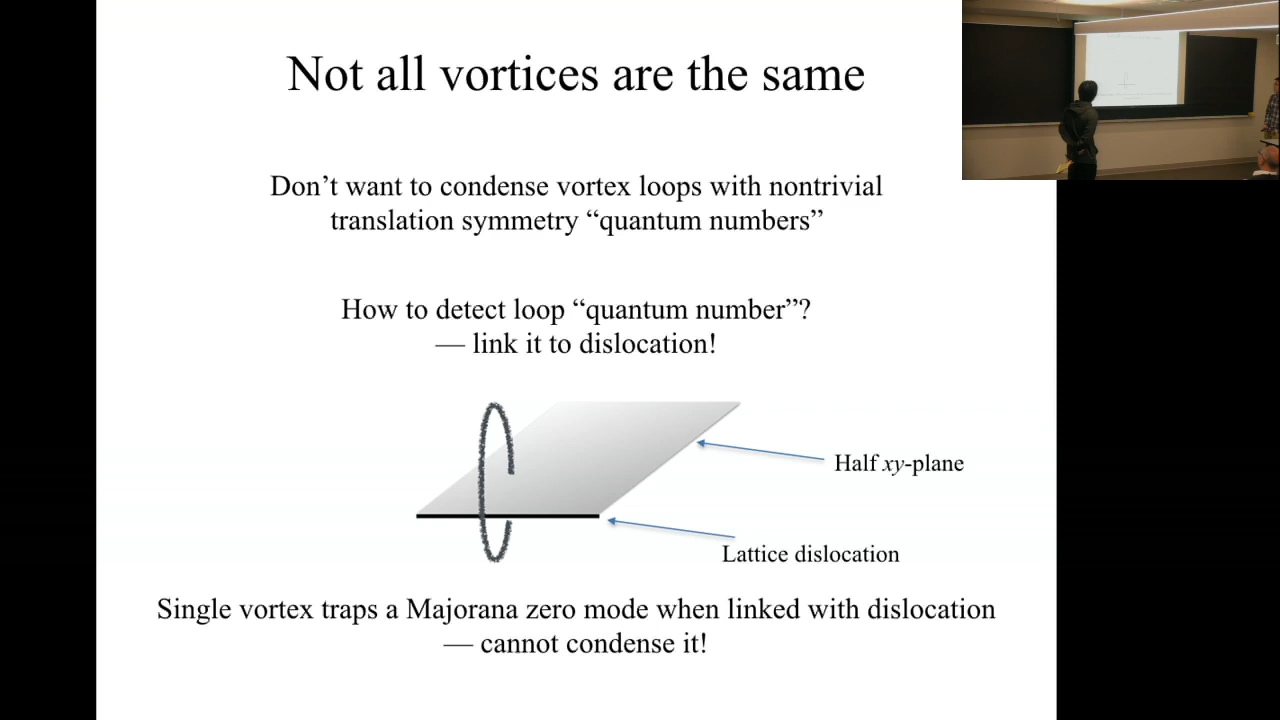 Not all vortices are the same
Don’t want to condense vortex loops with nontrivial
translation symmetry “quantum numbers”
How to detect loop “quantum number”?
— link it to dislocation!
Half xy-plane
Lattice dislocation
Single vortex traps a Majorana zero mode when linked with dislocation
— cannot condense it!